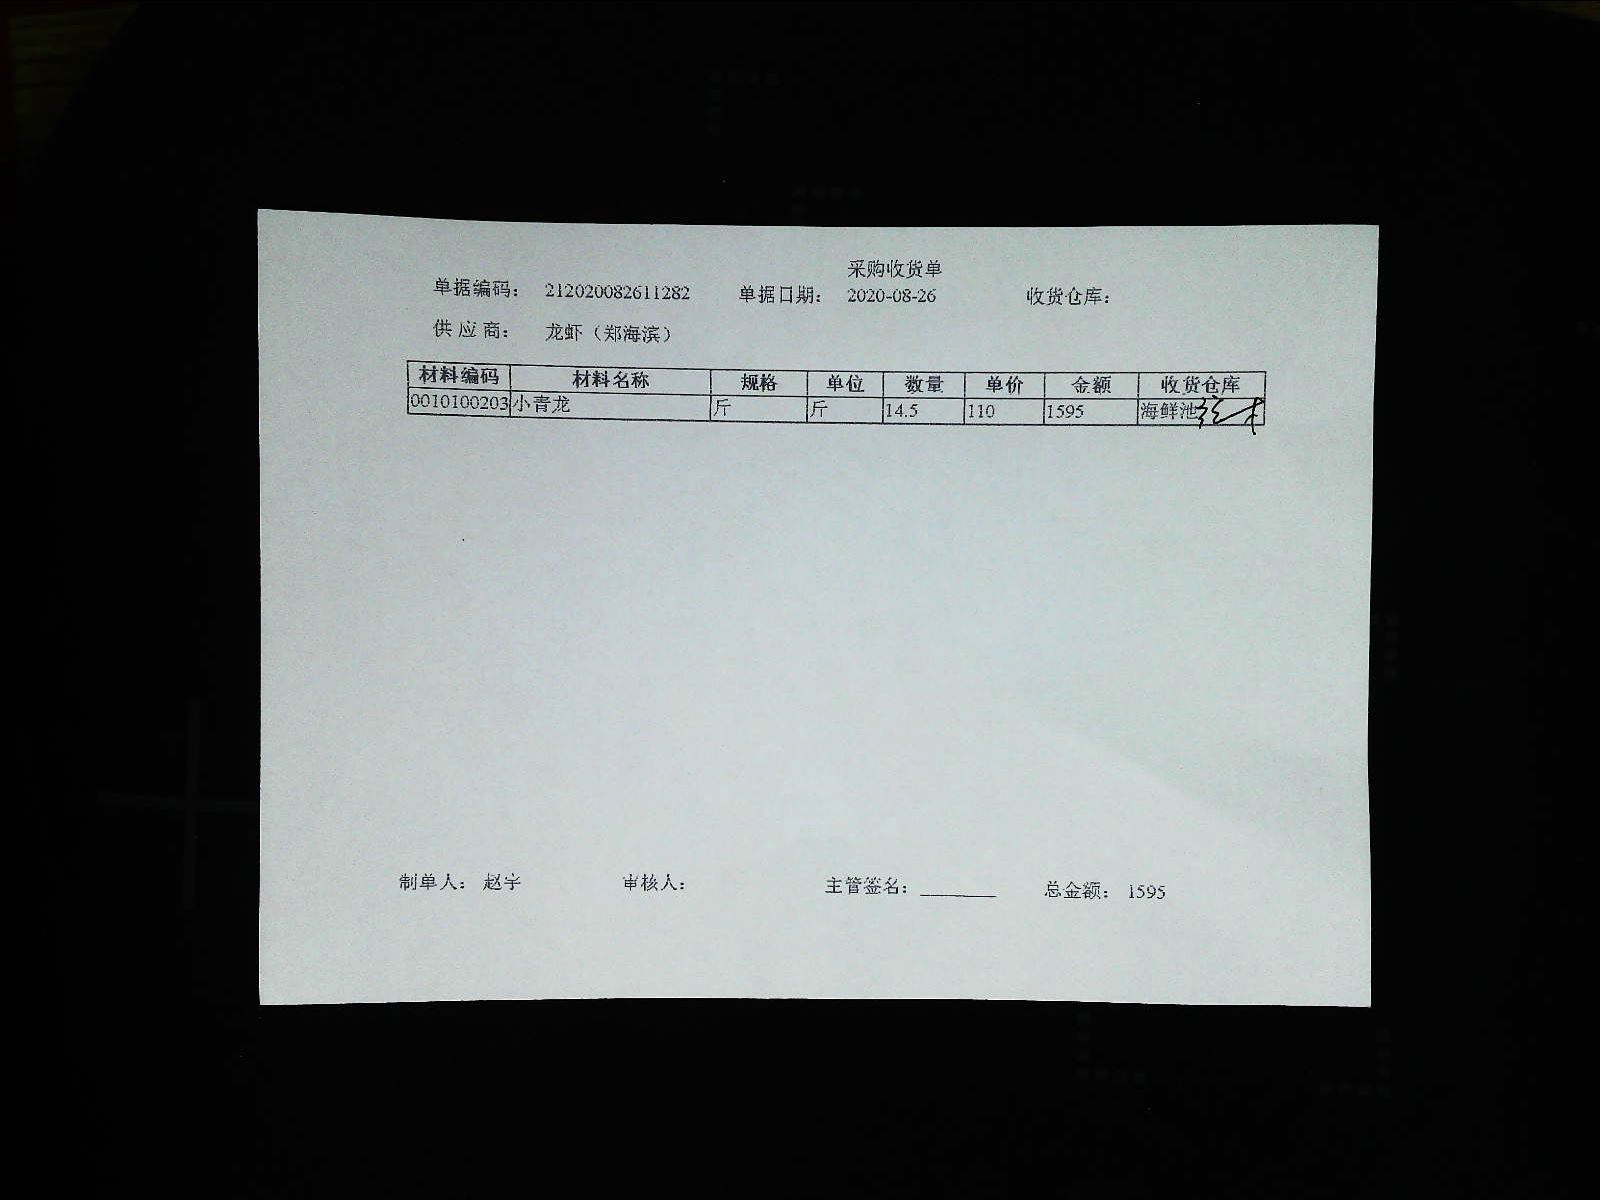 采购收货单
单据编码： 212020082611282 单据日期： 2020-08-26 收货仓库：
供应商： 龙虾（郑海滨）
材料编码 材料名称 规格 单位 数量 单价 金额 收货仓库
0010100203 小青龙 斤 斤 14.5 110 1595 海鲜池
制单人： 赵宇 审核人： 主管签名： 总金额： 1595